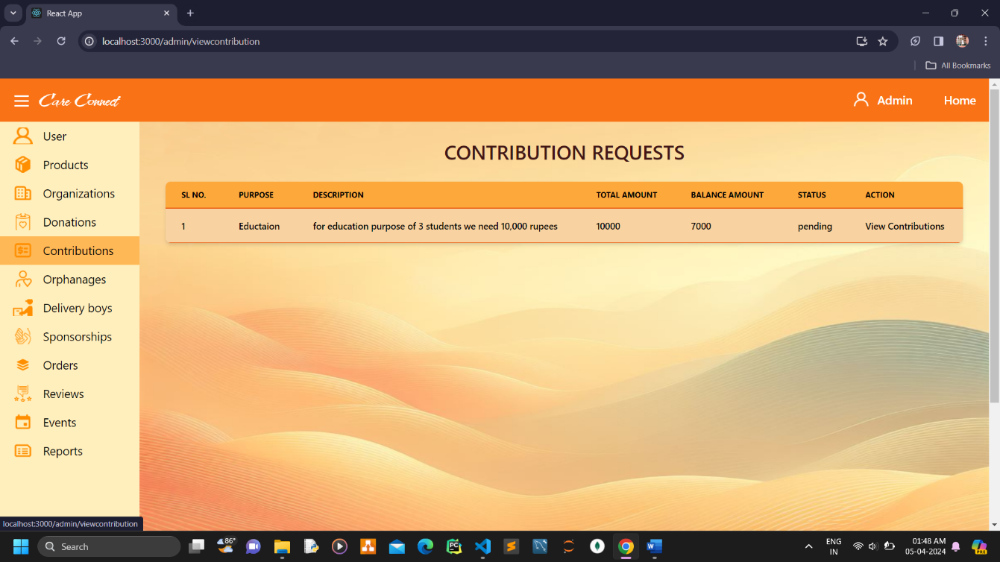 React App
localhost:3000/admin/viewcontribution
All Bookmarks
Care Connect
Admin
Home
User
Products
Organizations
Donations
Contributions
Orphanages
Delivery boys
Sponsorships
Orders
Reviews
Events
Reports
CONTRIBUTION REQUESTS
SL NO. PURPOSE DESCRIPTION TOTAL AMOUNT BALANCE AMOUNT STATUS ACTION
1 Eductaion for education purpose of 3 students we need 10,000 rupees 10000 7000 pending View Contributions
localhost:3000/admin/viewcontribution
Search
86°
PC
W
ENG
IN
01:48 AM
05-04-2024
PRE